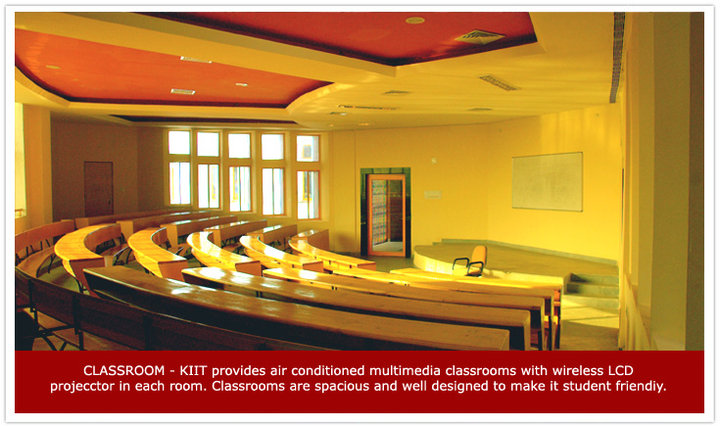 CLASSROOM - KIIT provides air conditioned multimedia classrooms with wireless LCD
projecctor in each room. Classrooms are spacious and well designed to make it student friendiy.